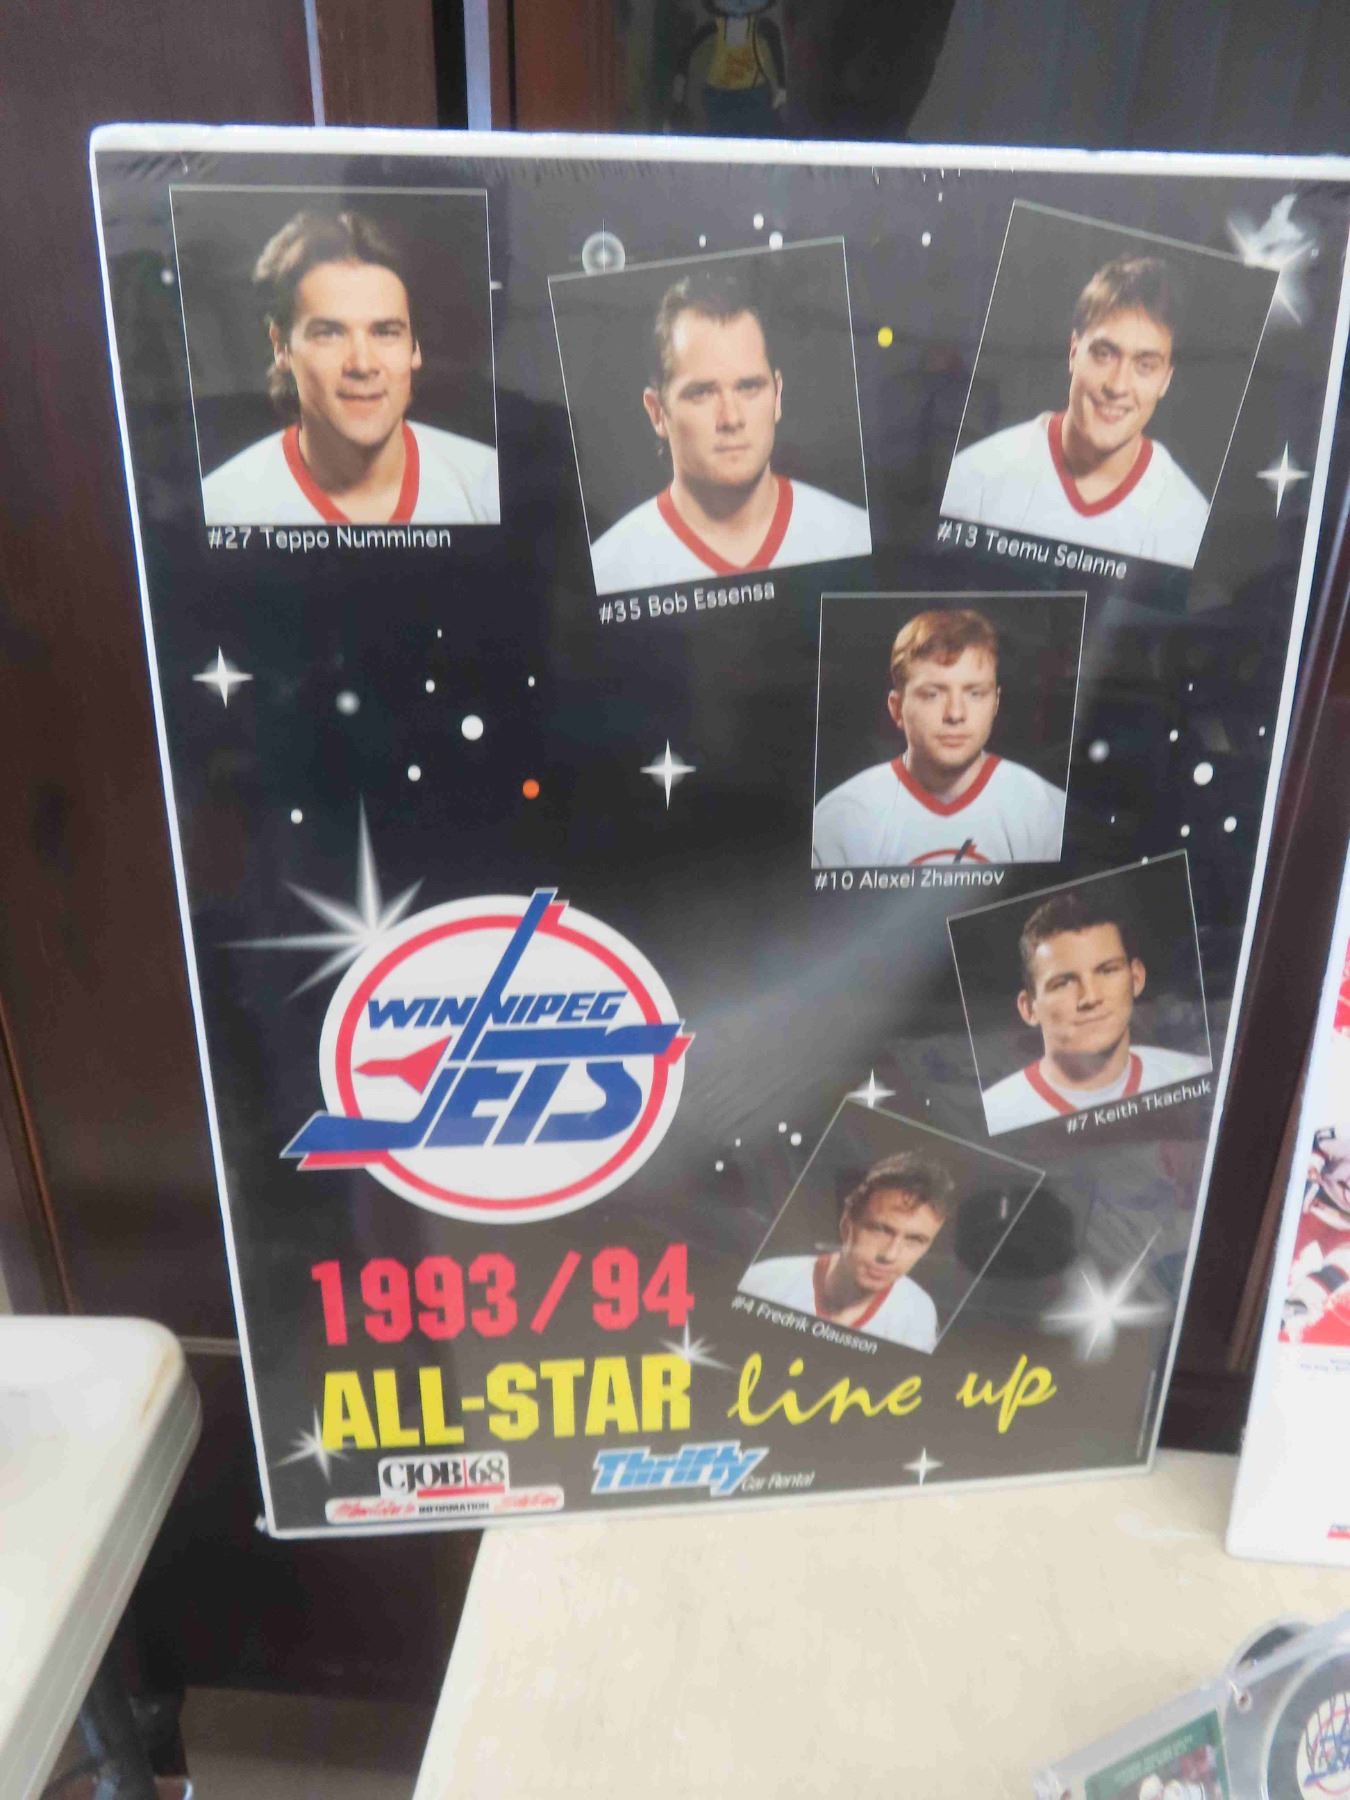 #27 Teppo Numminen
#35 Bob Essensa
#13 Teemu Selanne
#10 Alexei Zhamnov
#7 Keith Tkachuk
#4 Fredrik Olausson
WINNIPEG
JETS
1993/94
ALL-STAR line up
CJOB|68
Thrifty
Car Rental
INFORMATION